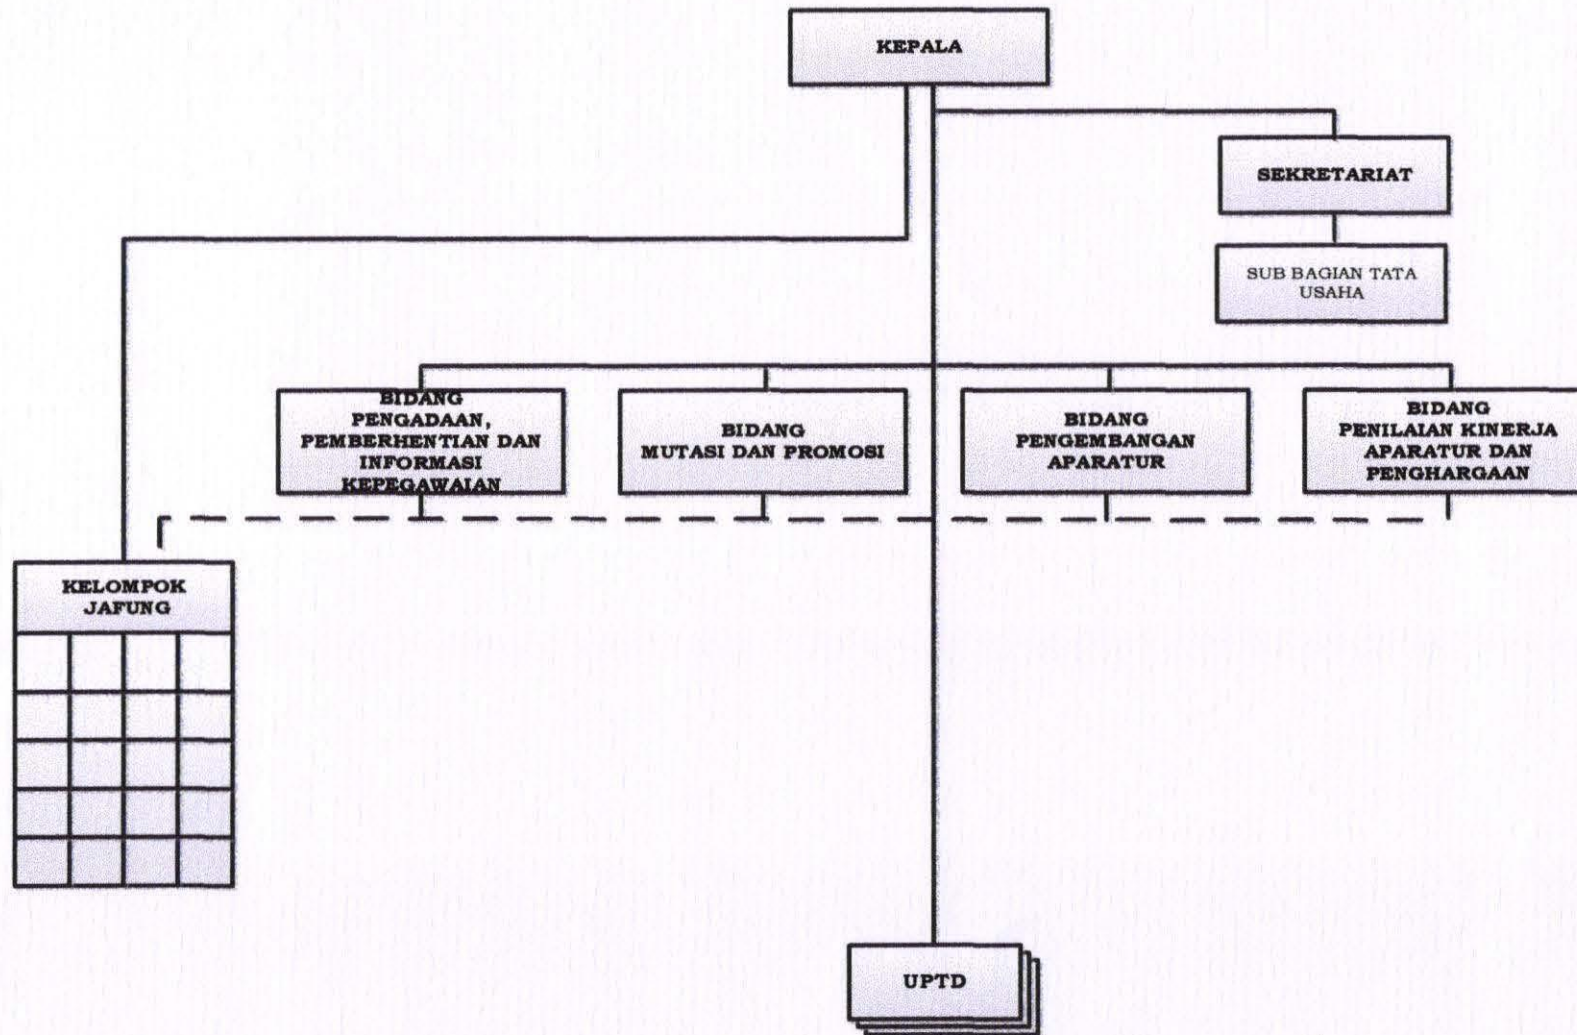 KEPALA
SEKRETARIAT
SUB BAGIAN TATA
USAHA
BIDANG
PENGADAAN,
PEMBERHENTIAN DAN
INFORMASI
KEPEGAWAIAN
BIDANG
MUTASI DAN PROMOSI
BIDANG
PENGEMBANGAN
APARATUR
BIDANG
PENILAIAN KINERJA
APARATUR DAN
PENGHARGAAN
KELOMPOK
JAFUNG
UPTD